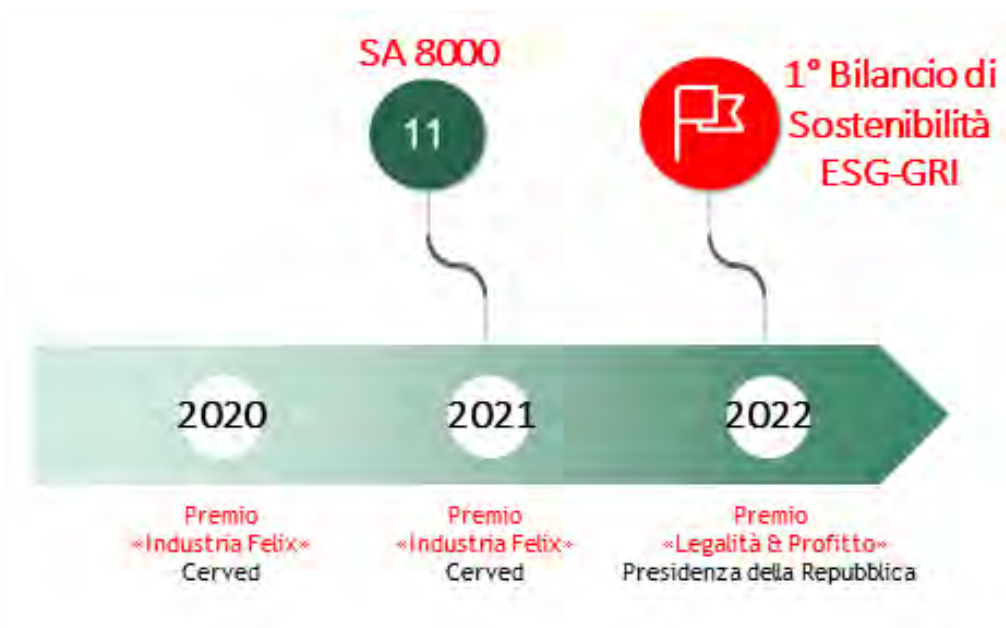 SA 8000
11
1° Bilancio di
Sostenibilità
ESG-GRI
2020
2021
2022
Premio
«Industria Felix»
Cerved
Premio
«Industria Felix»
Cerved
Premio
«Legalità & Profitto»
Presidenza della Repubblica